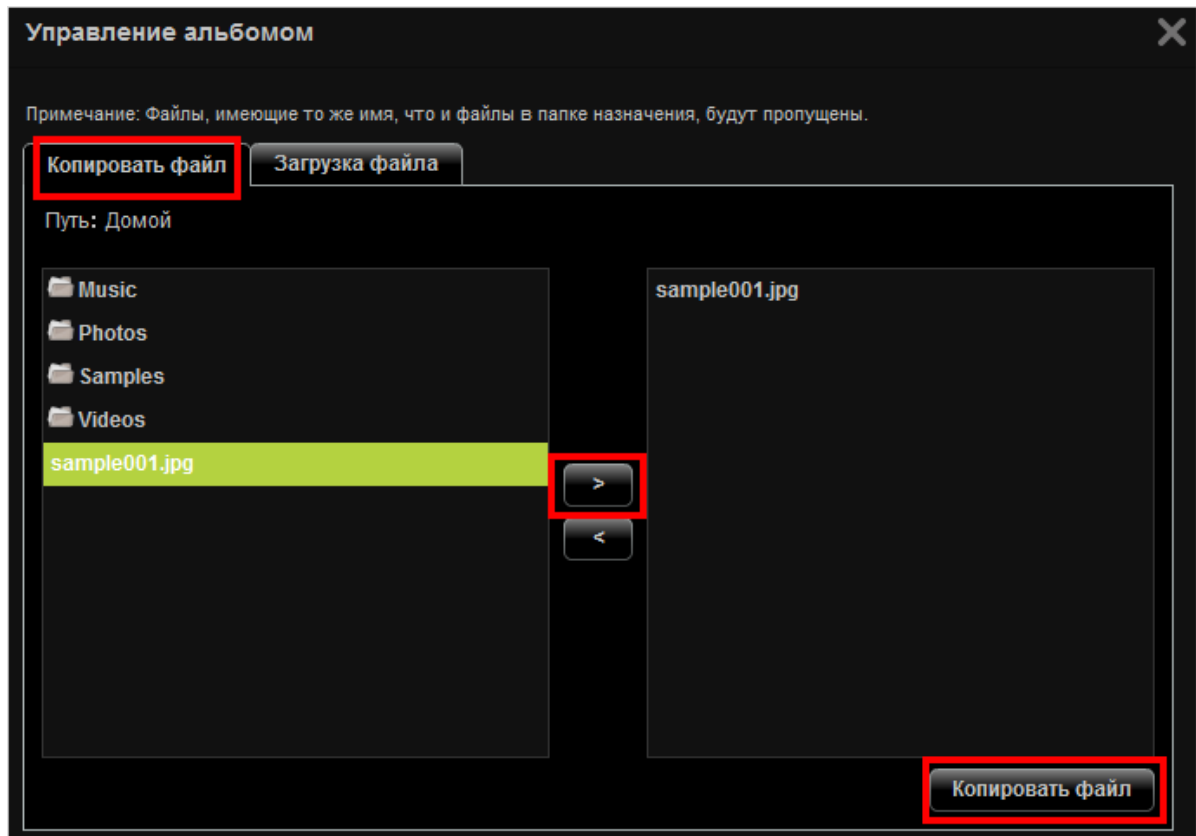 Управление альбомом
Примечание: Файлы, имеющие то же имя, что и файлы в папке назначения, будут пропущены.
Копировать файл
Загрузка файла
Путь: Домой
Music
Photos
Samples
Videos
sample001.jpg
>
<
sample001.jpg
Копировать файл